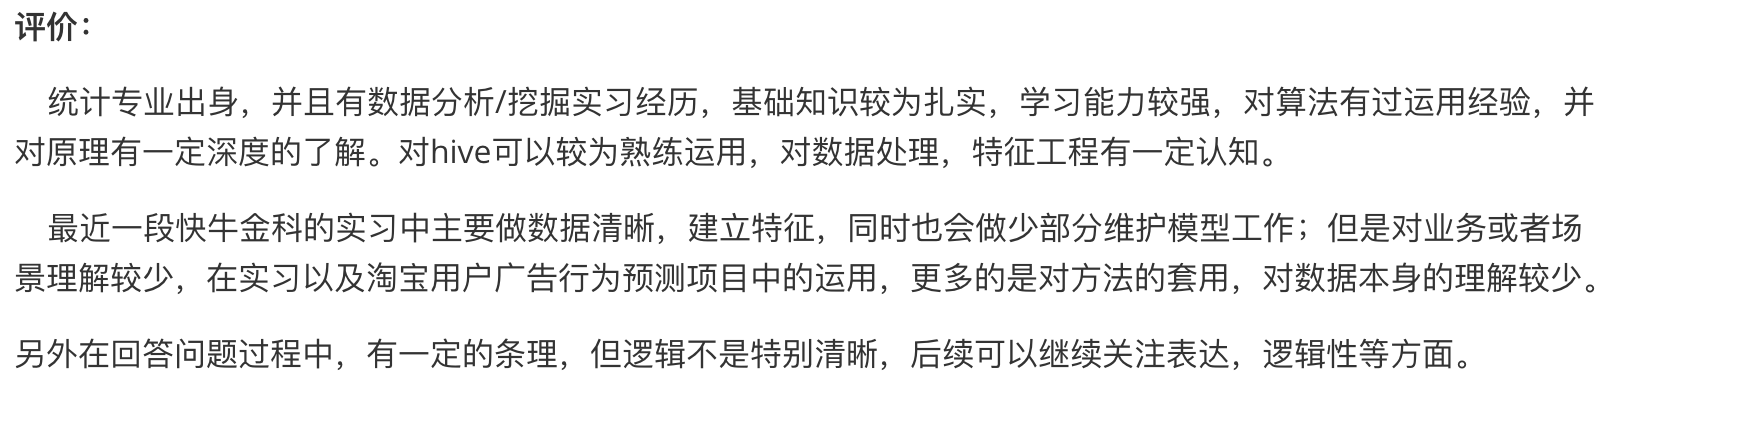 评价：
统计专业出身，并且有数据分析/挖掘实习经历，基础知识较为扎实，学习能力较强，对算法有过运用经验，并
对原理有一定深度的了解。对hive可以较为熟练运用，对数据处理，特征工程有一定认知。
最近一段快牛金科的实习中主要做数据清晰，建立特征，同时也会做少部分维护模型工作；但是对业务或者场
景理解较少，在实习以及淘宝用户广告行为预测项目中的运用，更多的是对方法的套用，对数据本身的理解较少。
另外在回答问题过程中，有一定的条理，但逻辑不是特别清晰，后续可以继续关注表达，逻辑性等方面。